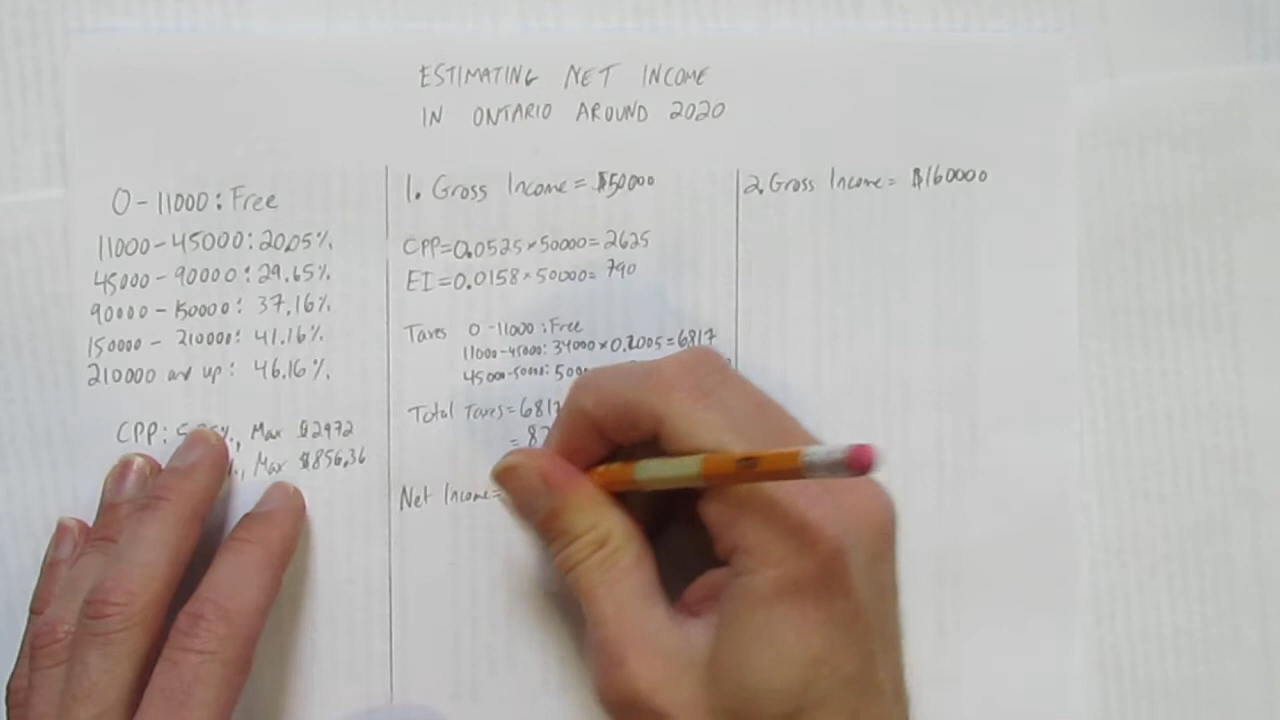 ESTIMATING NET INCOME
IN ONTARIO AROUND 2020
0-11000: Free
11000-45000: 20.05%
45000-90000: 29.65%
90000-150000: 37.16%
150000-210000: 41.16%
210000 and up: 46.16%
CPP: %, Max $2972
%., Max $856.36
1. Gross Income = $50000
CPP=0.0525×50000=2625
EI=0.0158×50000=790
Taxes 0-11000: Free
11000-45000: 34000×0.2005=6817
45000-50000: 500
Total Taxes=6817
= 87
Net Income=
2. Gross Income= $160000